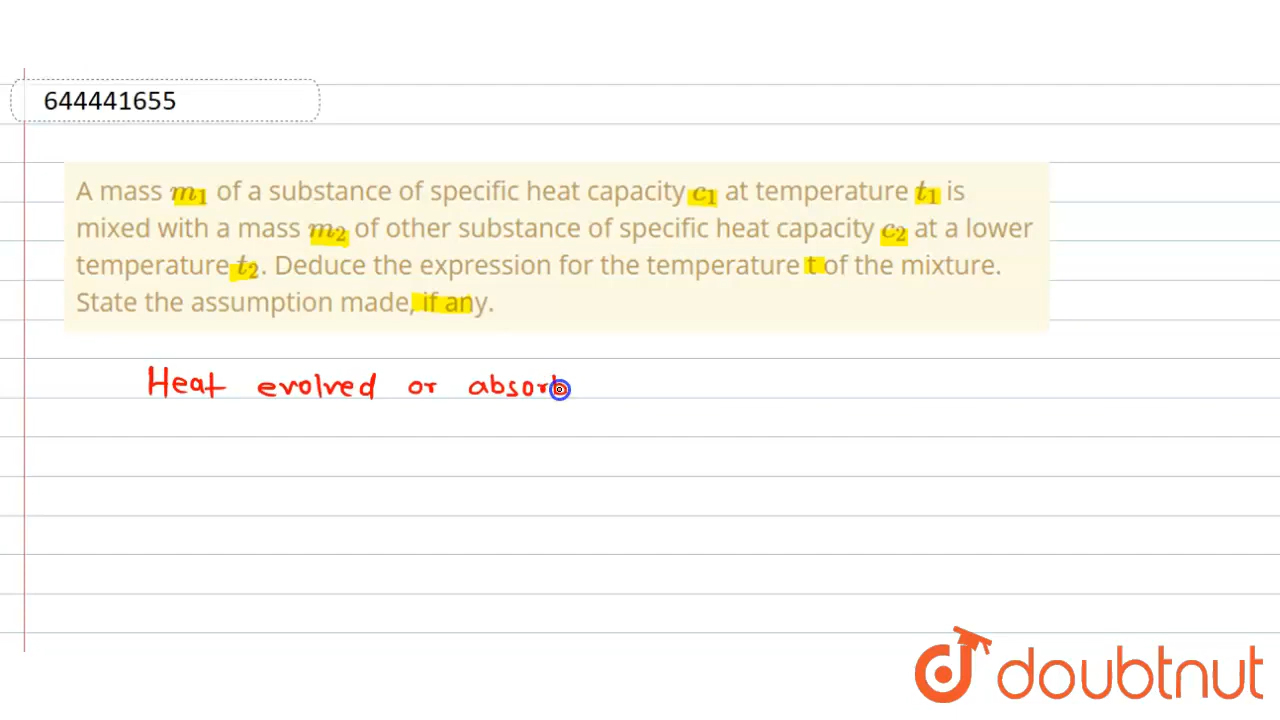 644441655
A mass m₁ of a substance of specific heat capacity c₁ at temperature t₁ is
mixed with a mass m₂ of other substance of specific heat capacity c₂ at a lower
temperature t₂. Deduce the expression for the temperature t of the mixture.
State the assumption made, if any.
Heat evolved or absorb
doubtnut